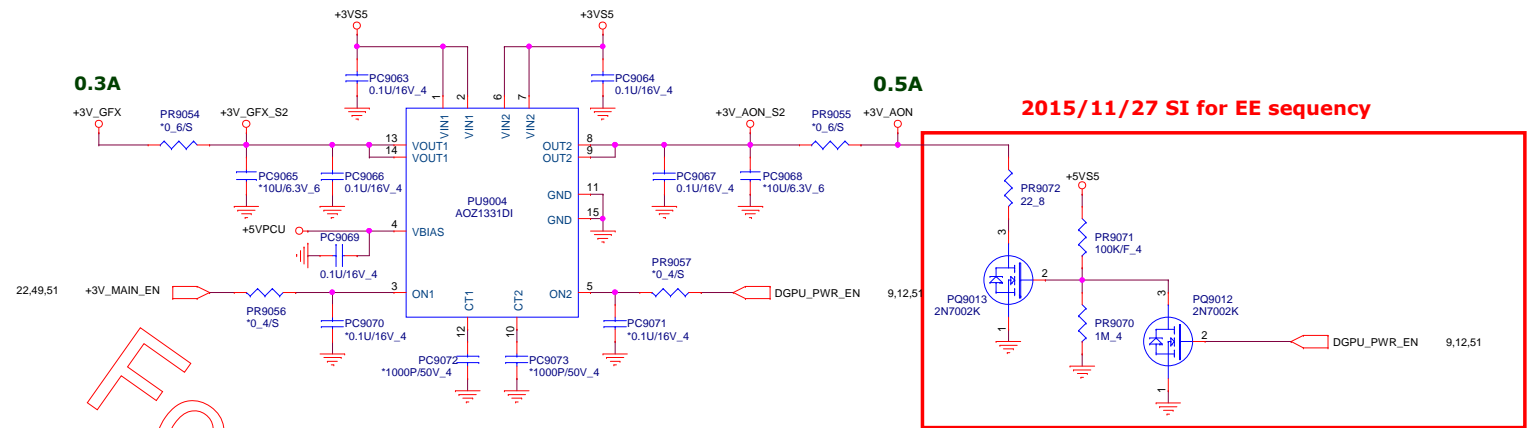 +3VS5
+3VS5
0.3A
PC9063
0.1U/16V_4
PC9064
0.1U/16V_4
0.5A
2015/11/27 SI for EE sequency
1
2
6
7
+3V_GFX
PR9054
*0_6/S
+3V_GFX_S2
VIN1
VIN1
VIN2
VIN2
+3V_AON_S2
PR9055
*0_6/S
+3V_AON
13
14
VOUT1
VOUT1
OUT2
OUT2
8
9
PC9065
*10U/6.3V_6
PC9066
0.1U/16V_4
PC9067
0.1U/16V_4
PC9068
*10U/6.3V_6
PR9072
22_8
+5VS5
PU9004
AOZ1331DI
GND
11
GND
15
+5VPCU
4
VBIAS
PC9069
0.1U/16V_4
3
PR9071
100K/F_4
22,49,51
+3V_MAIN_EN
PR9056
*0_4/S
3
ON1
CT1
CT2
ON2
5
PR9057
*0_4/S
DGPU_PWR_EN
9,12,51
PQ9013
2N7002K
2
1
PR9070
1M_4
3
PQ9012
2N7002K
2
1
DGPU_PWR_EN
9,12,51
PC9070
*0.1U/16V_4
12
10
PC9071
*0.1U/16V_4
PC9072
*1000P/50V_4
PC9073
*1000P/50V_4
Fo